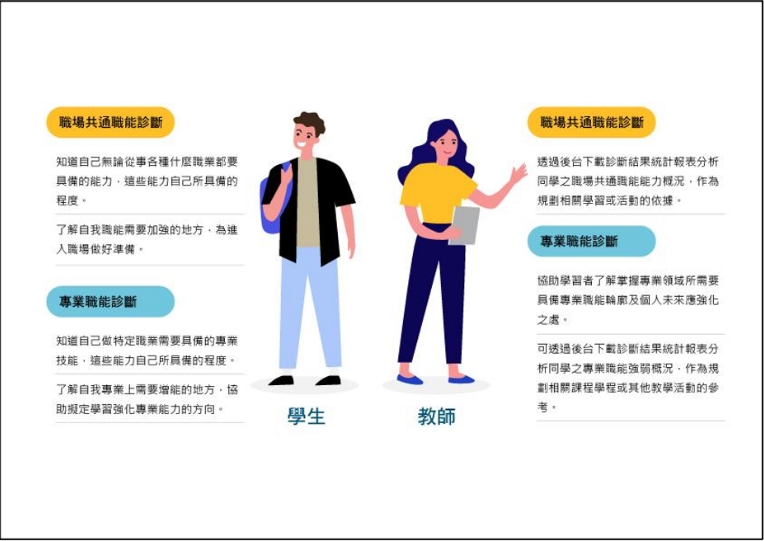 職場共通職能診斷
知道自己無論從事各種什麼職業都要
具備的能力，這些能力自己所具備的
程度。
了解自我職能需要加強的地方，為進
入職場做好準備。
專業職能診斷
知道自己做特定職業需要具備的專業
技能，這些能力自己所具備的程度。
了解自我專業上需要增能的地方，協
助擬定學習強化專業能力的方向。
學生
教師
職場共通職能診斷
透過後台下載診斷結果統計報表分析
同學之職場共通職能能力概況，作為
規劃相關學習或活動的依據。
專業職能診斷
協助學習者了解掌握專業領域所需要
具備專業職能輪廓及個人未來應強化
之處。
可透過後台下載診斷結果統計報表分
析同學之專業職能強弱概況，作為規
劃相關課程學程或其他教學活動的參
考。